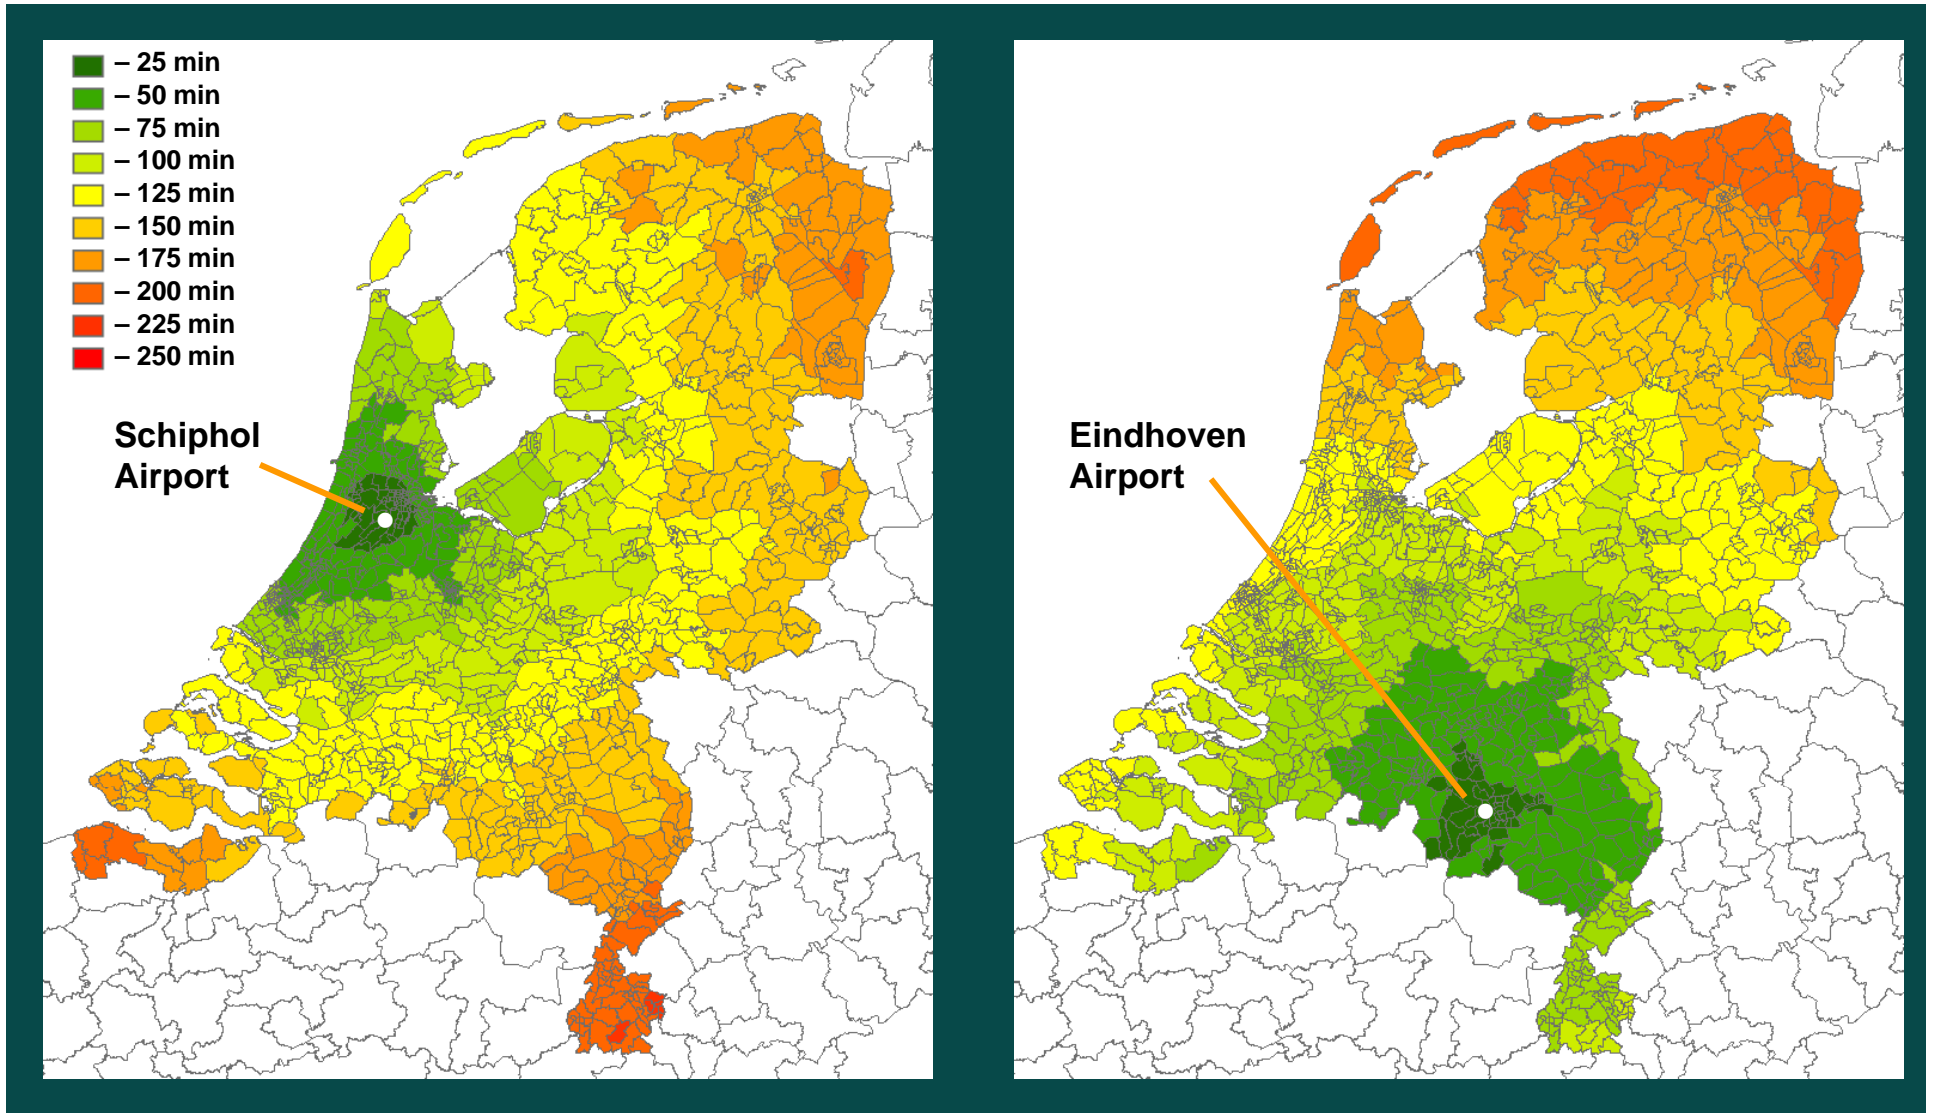 – 25 min
– 50 min
– 75 min
– 100 min
– 125 min
– 150 min
– 175 min
– 200 min
– 225 min
– 250 min
Schiphol
Airport
Eindhoven
Airport